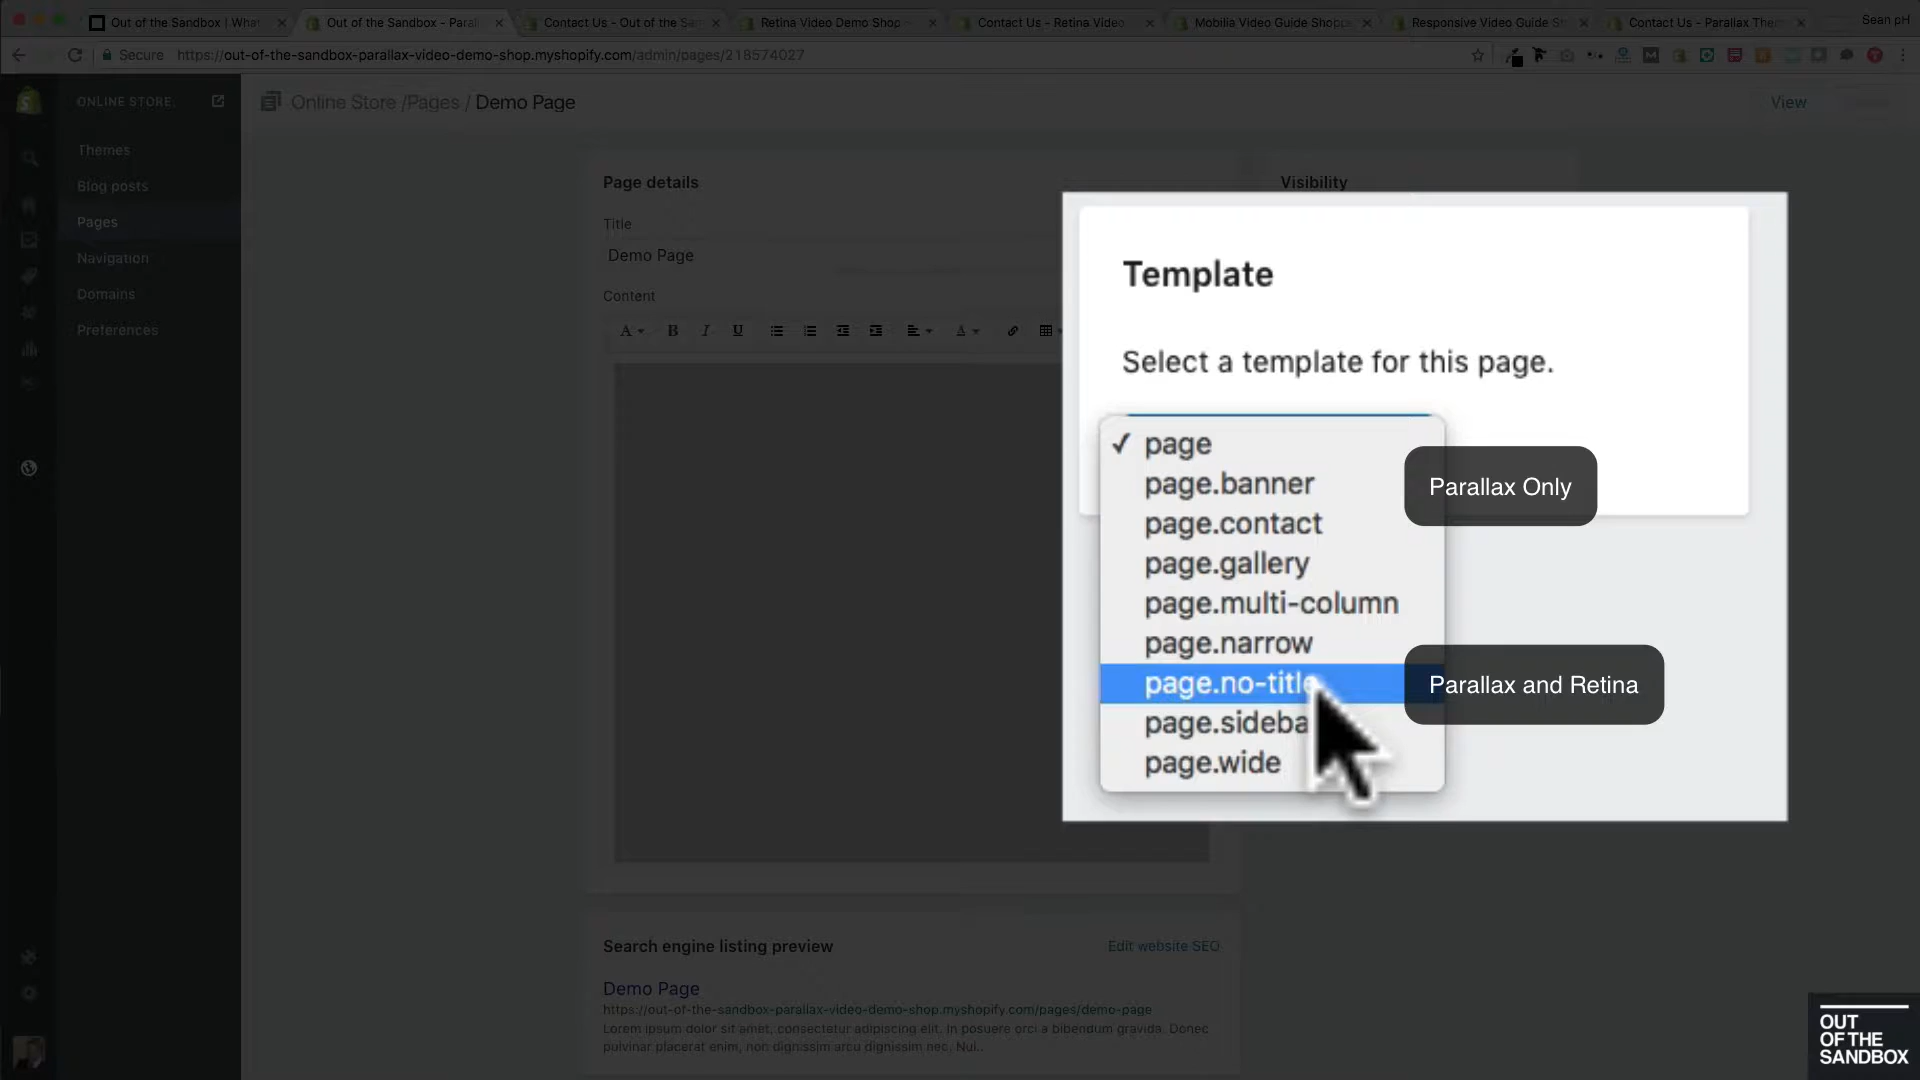 Out of the Sandbox | What
Out of the Sandbox - Paral
Contact Us - Out of the San
Retina Video Demo Shop
Contact Us - Retina Video
Mobilia Video Guide Shopc
Responsive Video Guide Sh
Contact Us - Parallax Them
Sean pH
Secure
https://out-of-the-sandbox-parallax-video-demo-shop.myshopify.com/admin/pages/218574027
ONLINE STORE
Online Store / Pages / Demo Page
View
Themes
Blog posts
Pages
Navigation
Domains
Preferences
Page details
Title
Demo Page
Content
Visibility
Template
Select a template for this page.
✓ page
page.banner
Parallax Only
page.contact
page.gallery
page.multi-column
page.narrow
page.no-title
Parallax and Retina
page.sideba
page.wide
Search engine listing preview
Edit website SEO
Demo Page
https://out-of-the-sandbox-parallax-video-demo-shop.myshopify.com/pages/demo-page
Lorem ipsum dolor sit amet, consectetur adipiscing elit. In posuere orci a bibendum gravida. Donec
pulvinar placerat enim, non dignissim arcu dignissim nec. Nul..
OUT
OF THE
SANDBOX